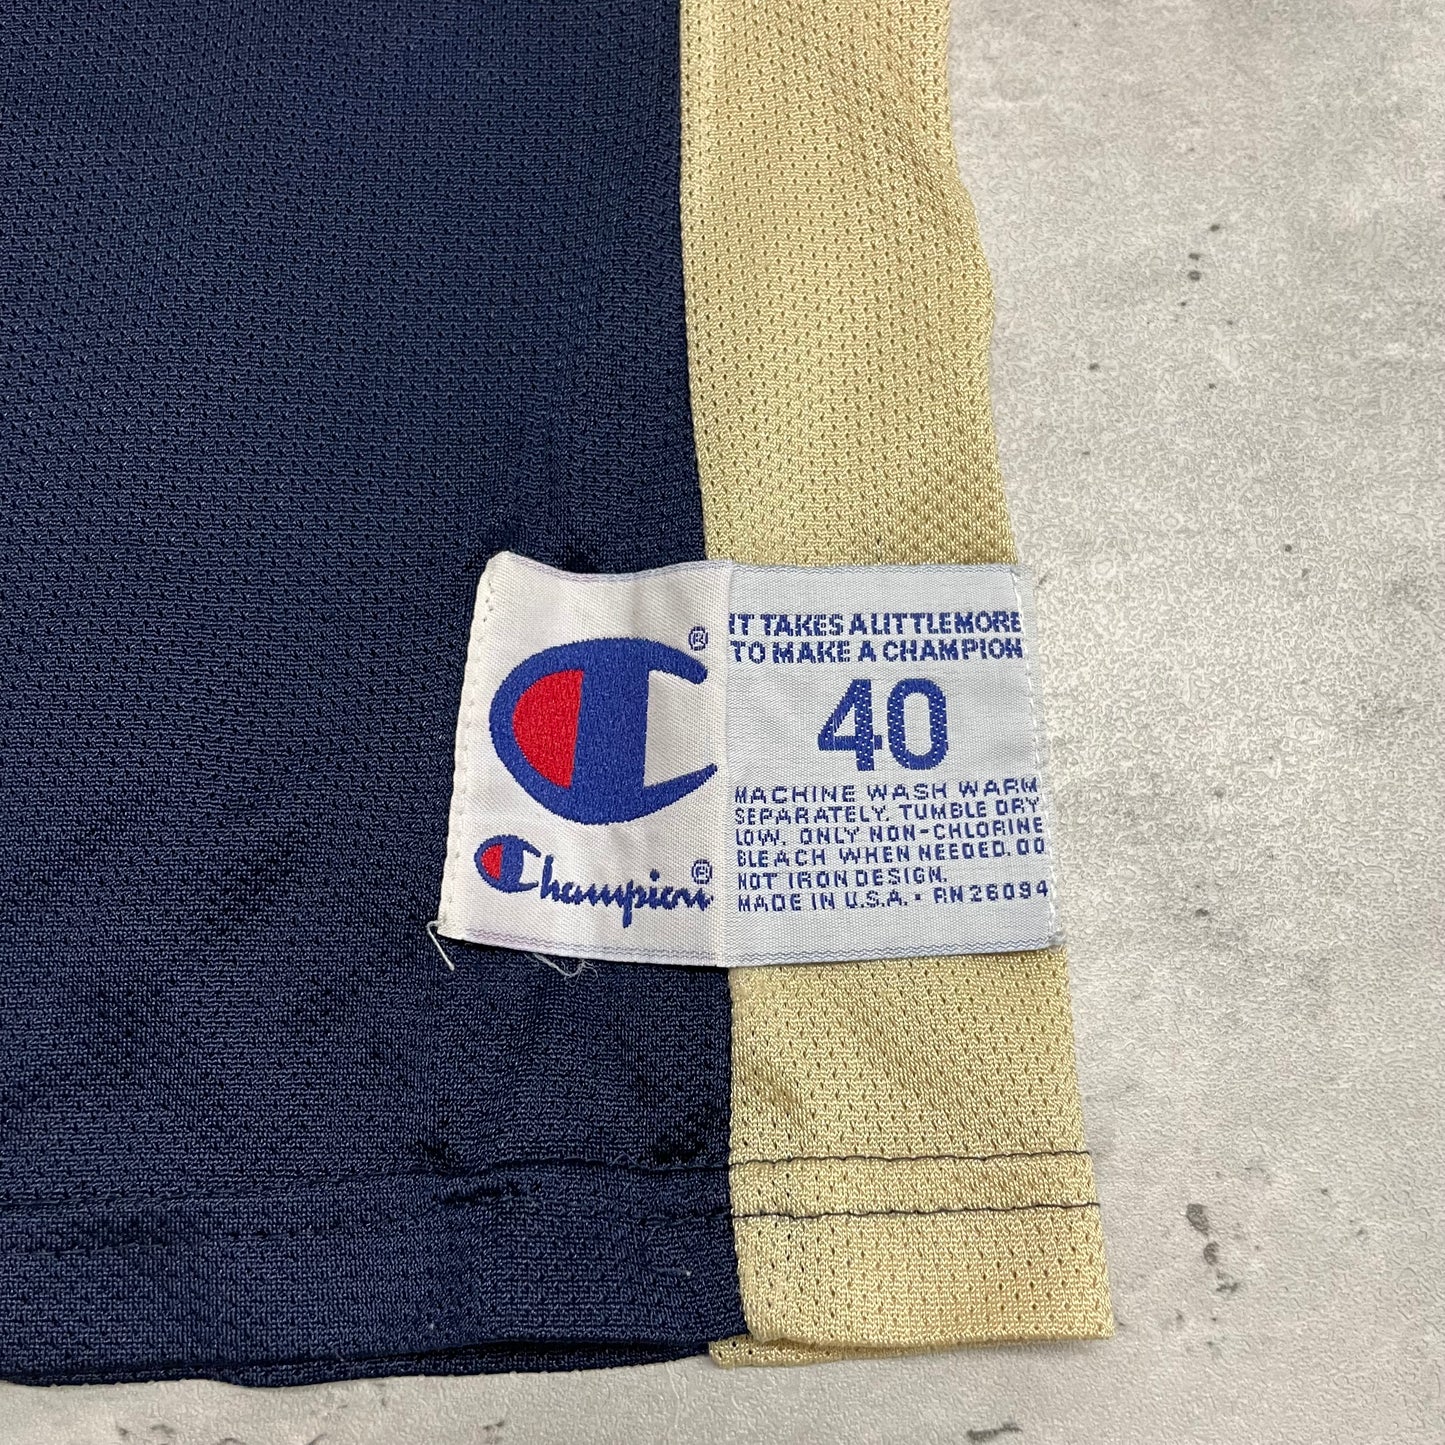 ®
Champion®
IT TAKES A LITTLE MORE
TO MAKE A CHAMPION
40
MACHINE WASH WARM
SEPARATELY. TUMBLE DRY
LOW. ONLY NON-CHLORINE
BLEACH WHEN NEEDED. DO
NOT IRON DESIGN.
MADE IN U.S.A. • RN26094